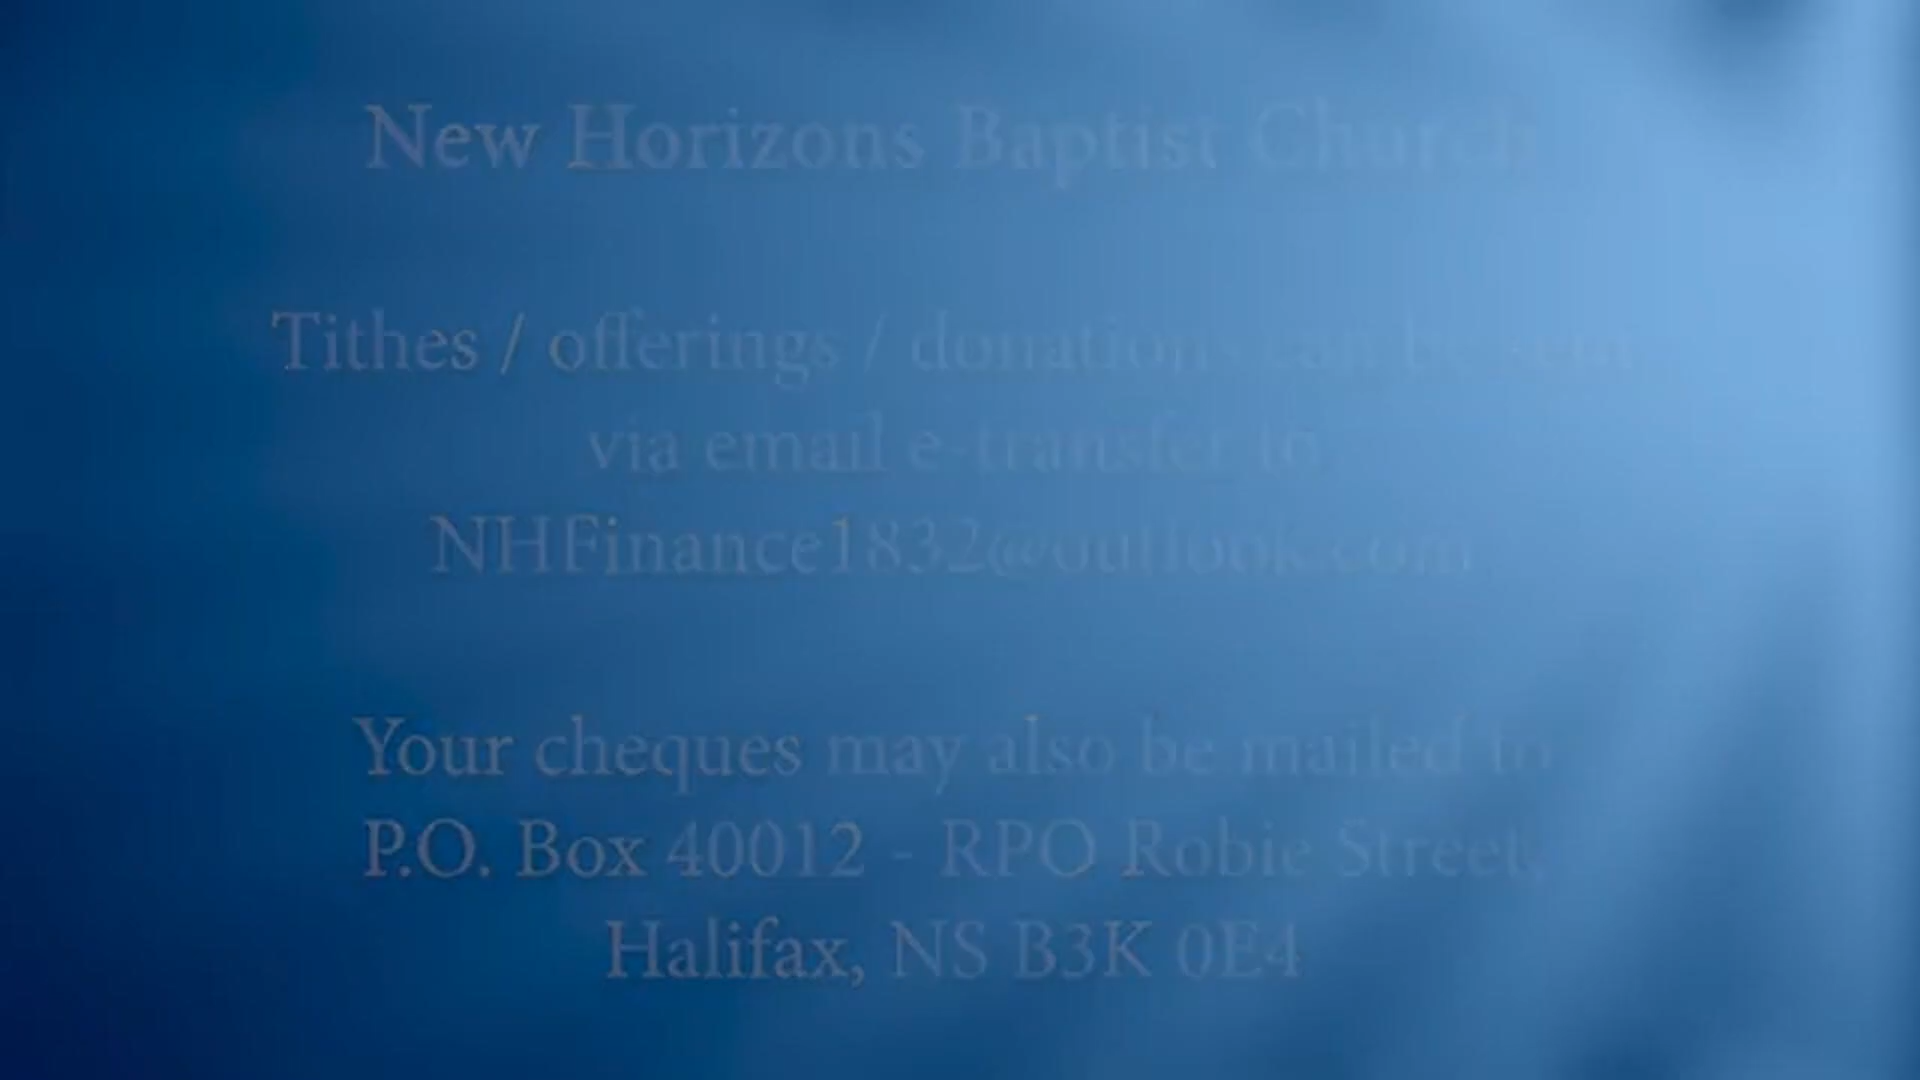 New Horizons Baptist Church
Tithes / offerings / donations can be sent
via email e-transfer to
NHFinance1832@outlook.com
Your cheques may also be mailed to
P.O. Box 40012 - RPO Robie Street,
Halifax, NS B3K 0E4